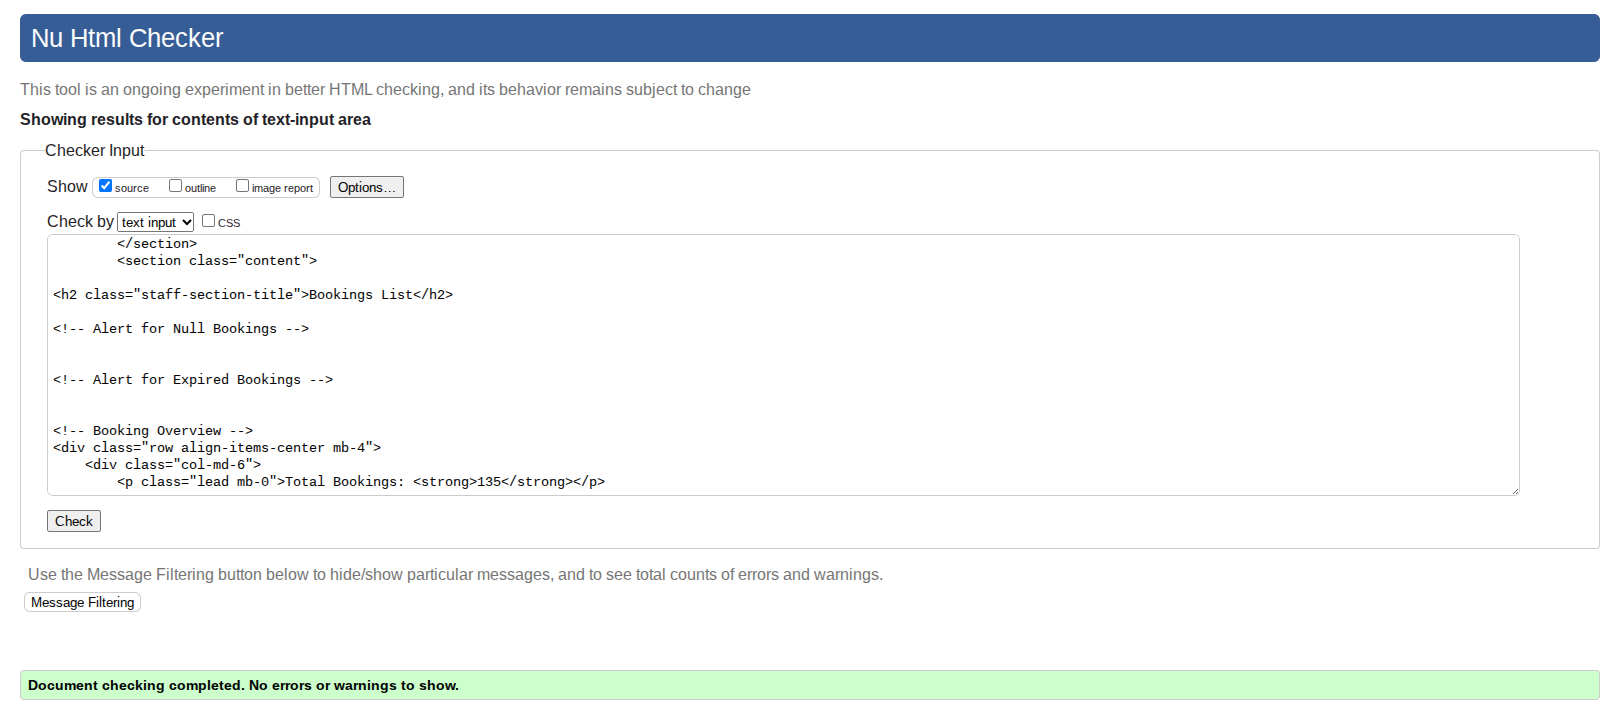 Nu Html Checker
This tool is an ongoing experiment in better HTML checking, and its behavior remains subject to change
Showing results for contents of text-input area
Checker Input
Show source outline image report Options...
Check by text input CSS
</section>
<section class="content">
<h2 class="staff-section-title">Bookings List</h2>
<!-- Alert for Null Bookings -->
<!-- Alert for Expired Bookings -->
<!-- Booking Overview -->
<div class="row align-items-center mb-4">
<div class="col-md-6">
<p class="lead mb-0">Total Bookings: <strong>135</strong></p>
Check
Use the Message Filtering button below to hide/show particular messages, and to see total counts of errors and warnings.
Message Filtering
Document checking completed. No errors or warnings to show.